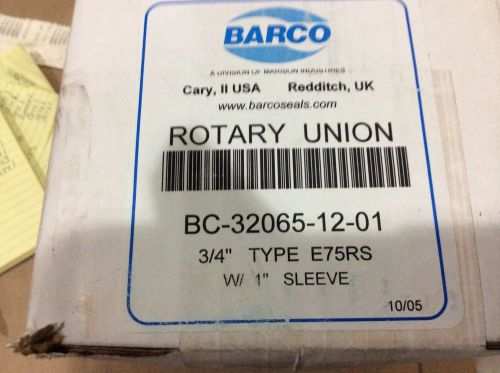 BARCO
A DIVISION OF MARISON INDUSTRIES
Cary, Il USA Redditch, UK
www.barcoseals.com
ROTARY UNION
BC-32065-12-01
3/4" TYPE E75RS
W/ 1" SLEEVE
10/05